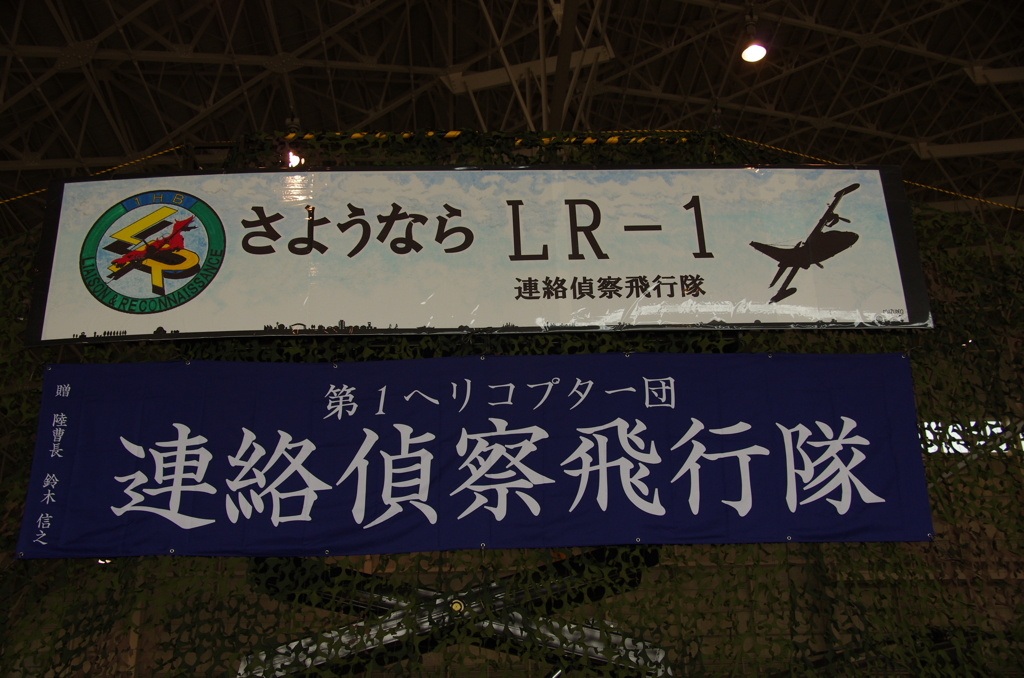 1HB
LIAISON & RECONNAISSANCE
LR
さようなら LR-1
連絡偵察飛行隊
第1ヘリコプター団
連絡偵察飛行隊
贈 陸曹長 鈴木 信之